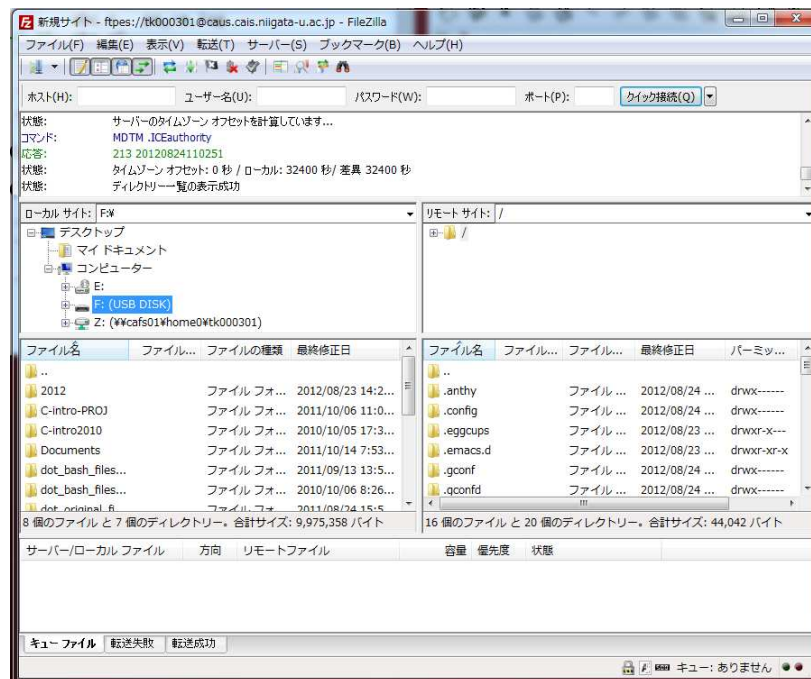 新規サイト - ftpes://tk000301@caus.cais.niigata-u.ac.jp - FileZilla
ファイル(F) 編集(E) 表示(V) 転送(T) サーバー(S) ブックマーク(B) ヘルプ(H)
ホスト(H): ユーザー名(U): パスワード(W): ポート(P): クイック接続(Q)
状態: サーバーのタイムゾーン オフセットを計算しています...
コマンド: MDTM .ICEauthority
応答: 213 20120824110251
状態: タイムゾーン オフセット: 0 秒 / ローカル: 32400 秒/ 差異 32400 秒
状態: ディレクトリー一覧の表示成功
ローカル サイト: F:¥
デスクトップ
マイ ドキュメント
コンピューター
E:
F: (USB DISK)
Z: (¥¥cafs01¥home0¥tk000301)
リモート サイト: /
/
ファイル名 ファイル... ファイルの種類 最終修正日
..
2012 ファイル フォ... 2012/08/23 14:2...
C-intro-PROJ ファイル フォ... 2011/10/06 11:0...
C-intro2010 ファイル フォ... 2010/10/05 17:3...
Documents ファイル フォ... 2011/10/14 7:53...
dot_bash_files... ファイル フォ... 2011/09/13 13:5...
dot_bash_files... ファイル フォ... 2010/10/06 8:26...
dot_original_fi... ファイル フォ... 2011/08/24 15:5...
8 個のファイル と 7 個のディレクトリー。合計サイズ: 9,975,358 バイト
ファイル名 ファイル... ファイル... 最終修正日 パーミッ...
..
.anthy ファイル ... 2012/08/24 ... drwx------
.config ファイル ... 2012/08/24 ... drwx------
.eggcups ファイル ... 2012/08/23 ... drwxr-x---
.emacs.d ファイル ... 2012/08/23 ... drwxr-xr-x
.gconf ファイル ... 2012/08/24 ... drwx------
.gconfd ファイル ... 2012/08/24 ... drwx------
16 個のファイル と 20 個のディレクトリー。合計サイズ: 44,042 バイト
サーバー/ローカル ファイル 方向 リモートファイル 容量 優先度 状態
キュー ファイル 転送失敗 転送成功
キュー: ありません